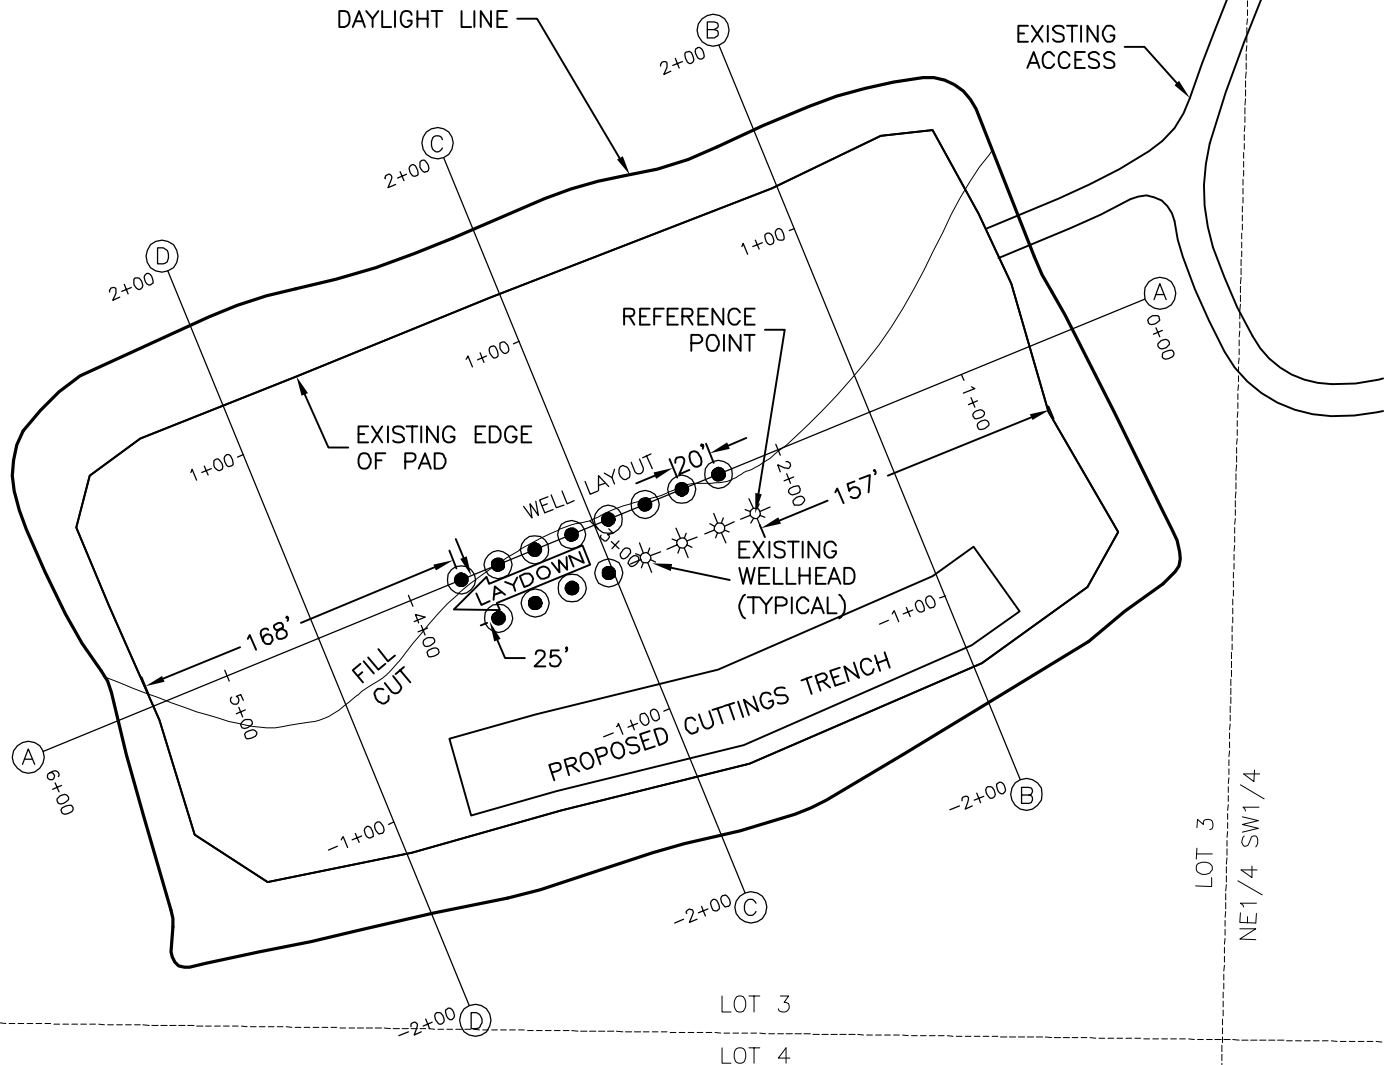 DAYLIGHT LINE
B
2+00
EXISTING
ACCESS
C
2+00
D
2+00
1+00
A
0+00
REFERENCE
POINT
1+00
-1+00
EXISTING EDGE
OF PAD
1+00
WELL LAYOUT
20'
2+00
157'
3+00
EXISTING
WELLHEAD
(TYPICAL)
LAYDOWN
168'
-4+00
25'
-1+00
FILL
CUT
5+00
PROPOSED CUTTINGS TRENCH
-1+00
A
6+00
-2+00
B
-1+00
LOT 3
NE1/4 SW1/4
-2+00
C
-2+00
D
LOT 3
LOT 4